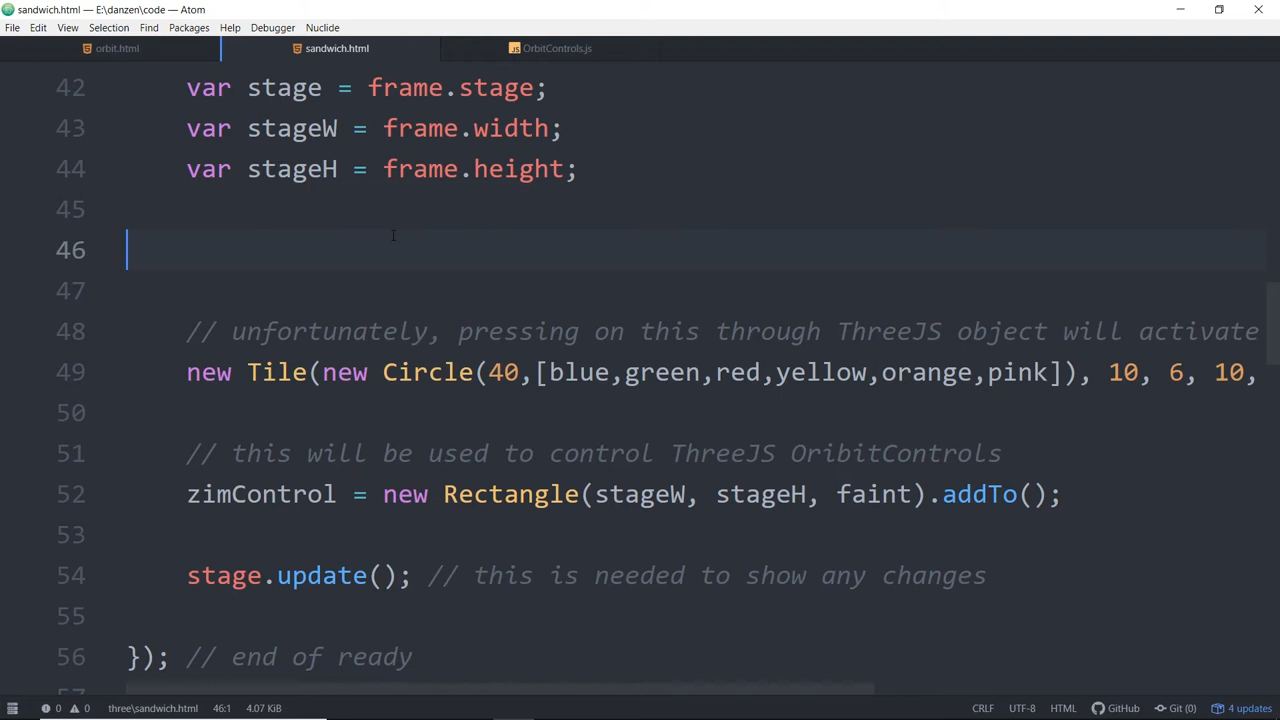 sandwich.html — E:\danzen\code — Atom
File Edit View Selection Find Packages Help Debugger Nuclide
orbit.html sandwich.html JS OrbitControls.js
42 var stage = frame.stage;
43 var stageW = frame.width;
44 var stageH = frame.height;
45
46
47
48 // unfortunately, pressing on this through ThreeJS object will activate
49 new Tile(new Circle(40,[blue,green,red,yellow,orange,pink]), 10, 6, 10,
50
51 // this will be used to control ThreeJS OribitControls
52 zimControl = new Rectangle(stageW, stageH, faint).addTo();
53
54 stage.update(); // this is needed to show any changes
55
56 }); // end of ready
0 0 three\sandwich.html 46:1 4.07 KiB CRLF UTF-8 HTML GitHub Git (0) 4 updates